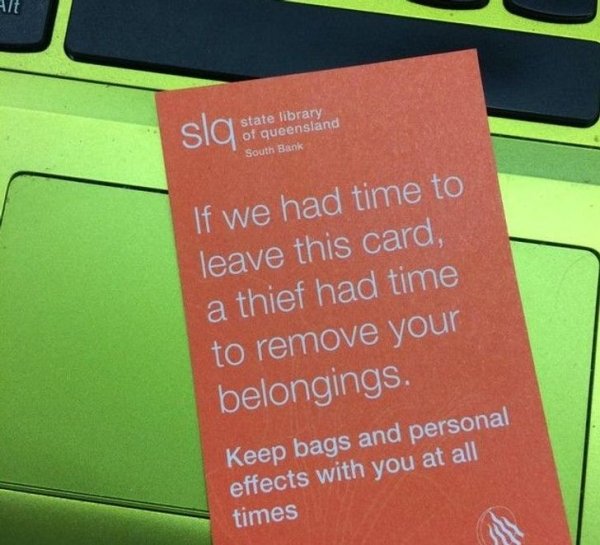 Alt
slq
state library
of queensland
South Bank
If we had time to
leave this card,
a thief had time
to remove your
belongings.
Keep bags and personal
effects with you at all
times